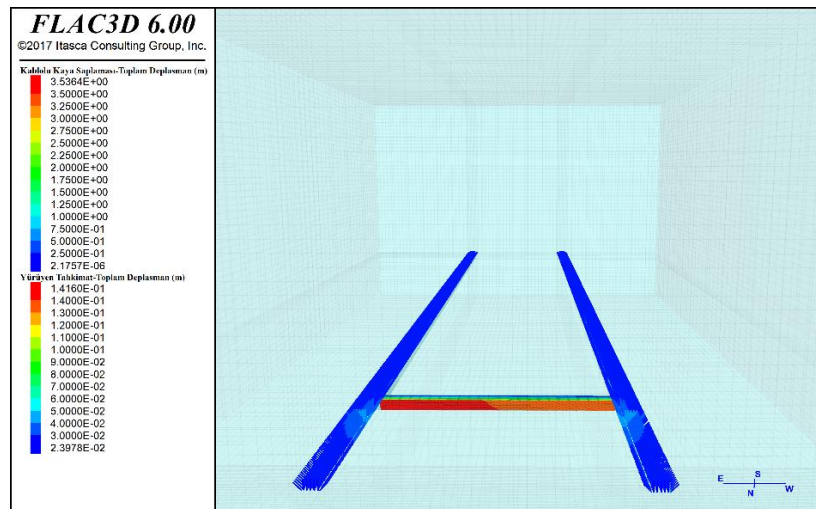 FLAC3D 6.00
©2017 Itasca Consulting Group, Inc.
Kablolu Kaya Saplaması-Toplam Deplasman (m)
3.5364E+00
3.5000E+00
3.2500E+00
3.0000E+00
2.7500E+00
2.5000E+00
2.2500E+00
2.0000E+00
1.7500E+00
1.5000E+00
1.2500E+00
1.0000E+00
7.5000E-01
5.0000E-01
2.5000E-01
2.1757E-06
Yürüyen Tahkimat-Toplam Deplasman (m)
1.4160E-01
1.4000E-01
1.3000E-01
1.2000E-01
1.1000E-01
1.0000E-01
9.0000E-02
8.0000E-02
7.0000E-02
6.0000E-02
5.0000E-02
4.0000E-02
3.0000E-02
2.3978E-02
S
E
W
N